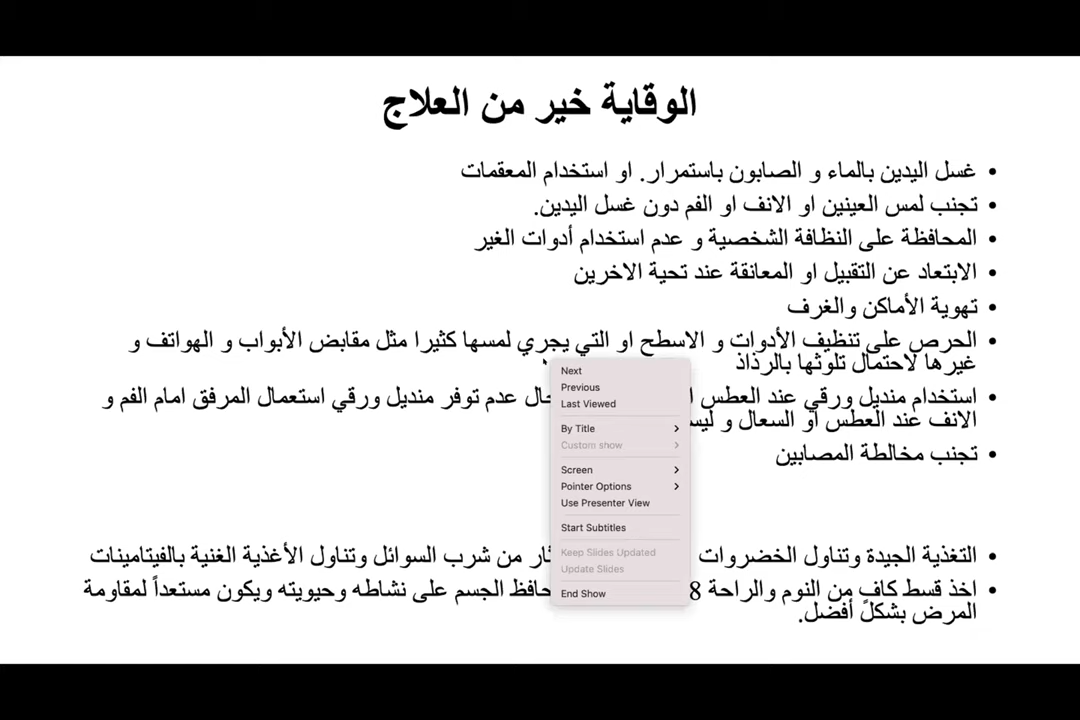 الوقاية خير من العلاج
• غسل اليدين بالماء و الصابون باستمرار. او استخدام المعقمات
• تجنب لمس العينين او الانف او الفم دون غسل اليدين.
• المحافظة على النظافة الشخصية و عدم استخدام أدوات الغير
• الابتعاد عن التقبيل او المعانقة عند تحية الاخرين
• تهوية الأماكن والغرف
• الحرص على تنظيف الأدوات و الاسطح او التي يجري لمسها كثيرا مثل مقابض الأبواب و الهواتف و
غيرها لاحتمال تلوثها بالرذاذ
• استخدام منديل ورقي عند العطس حال عدم توفر منديل ورقي استعمال المرفق امام الفم و
الانف عند العطس او السعال و
• تجنب مخالطة المصابين
• التغذية الجيدة وتناول الخضروات من شرب السوائل وتناول الأغذية الغنية بالفيتامينات
• اخذ قسط كافٍ من النوم والراحة 8 الجسم على نشاطه وحيويته ويكون مستعداً لمقاومة
المرض بشكل أفضل.
Next
Previous
Last Viewed
By Title
Custom show
Screen
Pointer Options
Use Presenter View
Start Subtitles
Keep Slides Updated
Update Slides
End Show